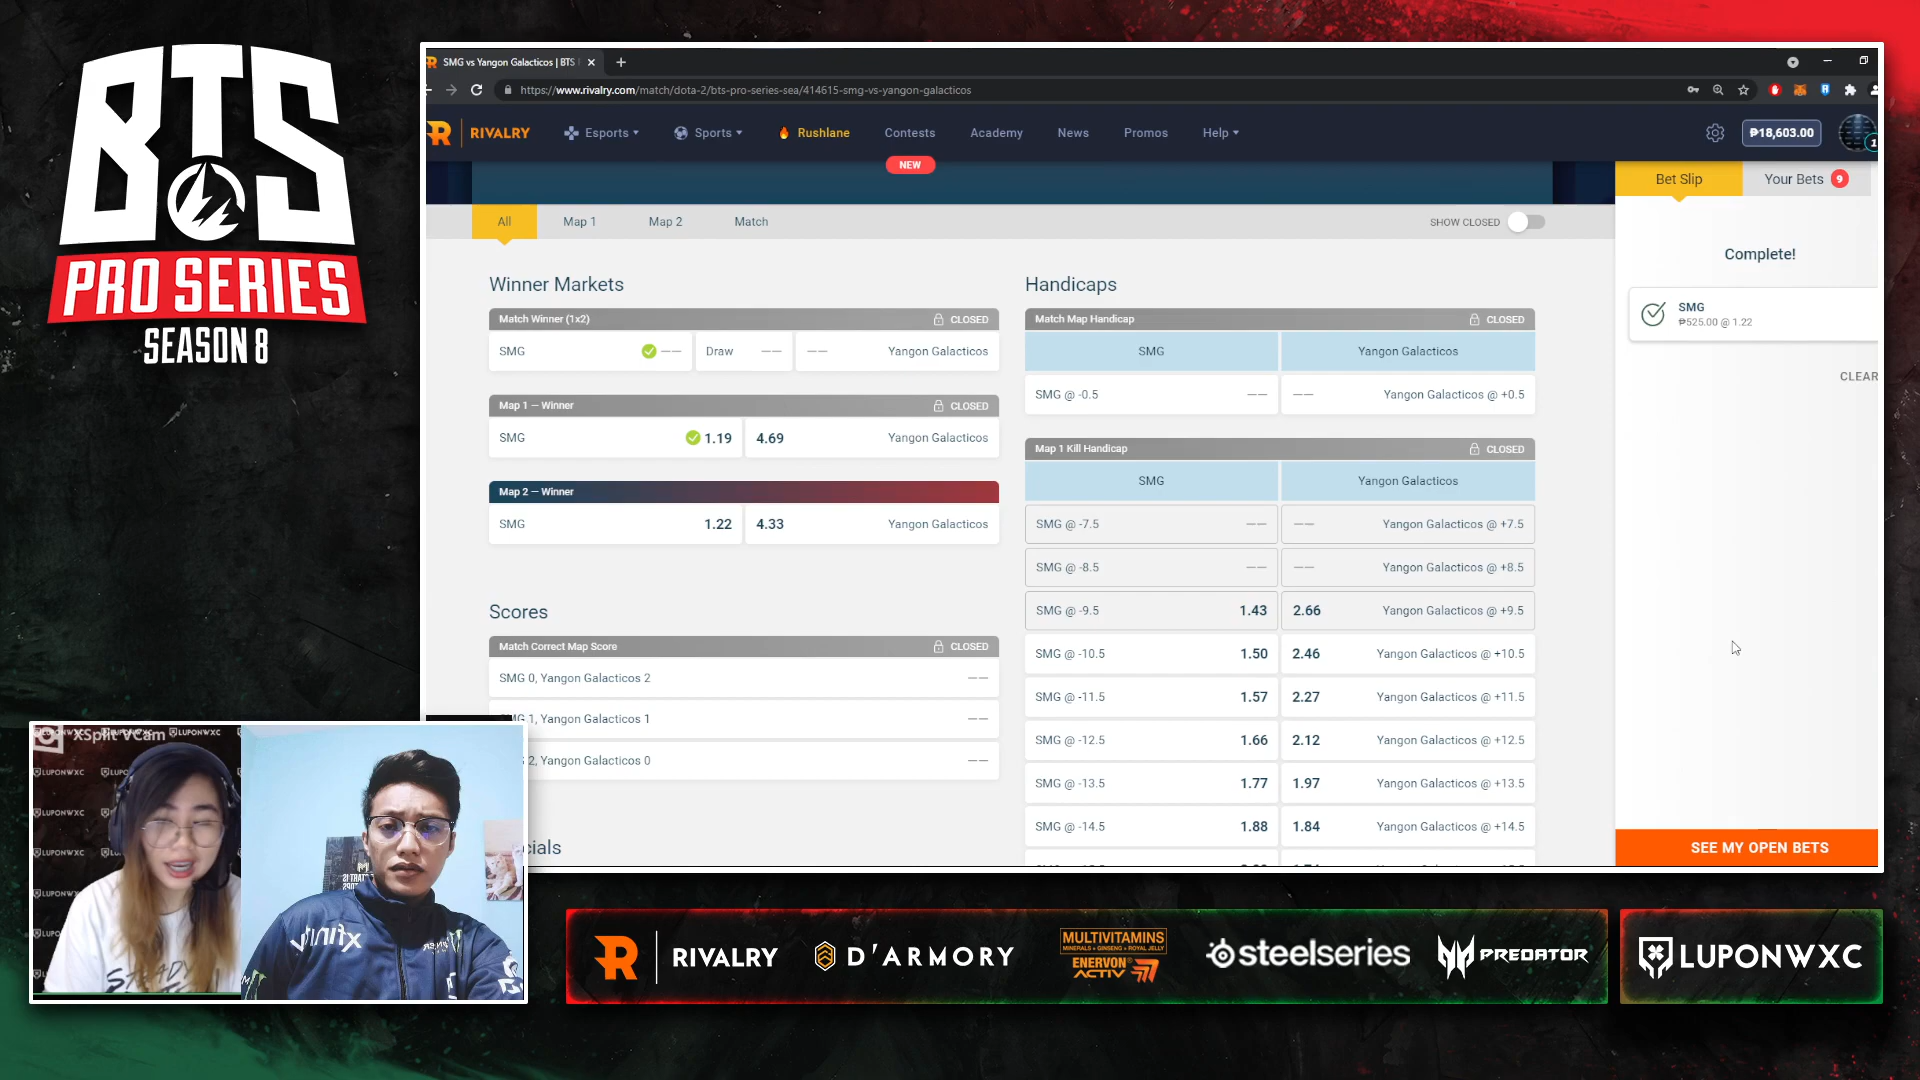 BTS
PRO SERIES
SEASON 8
SMG vs Yangon Galacticos | BTS
https://www.rivalry.com/match/dota-2/bts-pro-series-sea/414615-smg-vs-yangon-galacticos
R RIVALRY
Esports
Sports
Rushlane
Contests
NEW
Academy
News
Promos
Help
₱18,603.00
1
All
Map 1
Map 2
Match
SHOW CLOSED
Bet Slip
Your Bets 9
Complete!
SMG
₱525.00 @ 1.22
CLEAR
SEE MY OPEN BETS
Winner Markets
Match Winner (1x2) CLOSED
SMG —— Draw —— —— Yangon Galacticos
Map 1 — Winner CLOSED
SMG 1.19 4.69 Yangon Galacticos
Map 2 — Winner
SMG 1.22 4.33 Yangon Galacticos
Scores
Match Correct Map Score CLOSED
SMG 0, Yangon Galacticos 2 ——
1, Yangon Galacticos 1 ——
2, Yangon Galacticos 0 ——
cials
Handicaps
Match Map Handicap CLOSED
SMG Yangon Galacticos
SMG @ -0.5 —— —— Yangon Galacticos @ +0.5
Map 1 Kill Handicap CLOSED
SMG Yangon Galacticos
SMG @ -7.5 —— —— Yangon Galacticos @ +7.5
SMG @ -8.5 —— —— Yangon Galacticos @ +8.5
SMG @ -9.5 1.43 2.66 Yangon Galacticos @ +9.5
SMG @ -10.5 1.50 2.46 Yangon Galacticos @ +10.5
SMG @ -11.5 1.57 2.27 Yangon Galacticos @ +11.5
SMG @ -12.5 1.66 2.12 Yangon Galacticos @ +12.5
SMG @ -13.5 1.77 1.97 Yangon Galacticos @ +13.5
SMG @ -14.5 1.88 1.84 Yangon Galacticos @ +14.5
XSplit VCam
LUPONWXC
R RIVALRY
D'ARMORY
MULTIVITAMINS
MINERALS + GINSENG + ROYAL JELLY
ENERVON
ACTIV
steelseries
PREDATOR
LUPONWXC